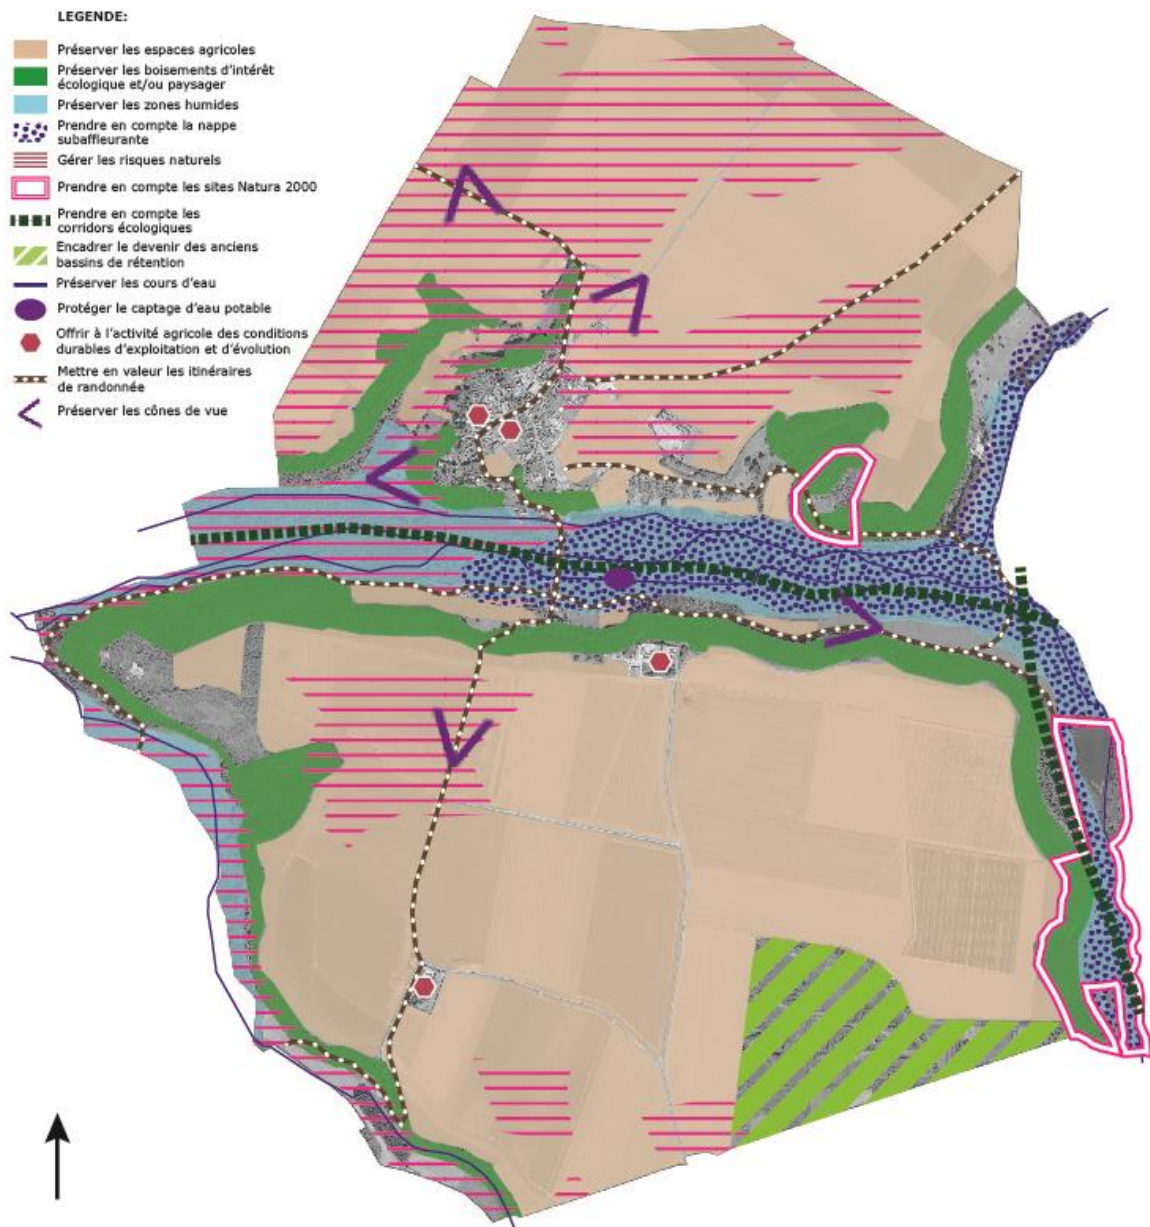 LEGENDE:
Préserver les espaces agricoles
Préserver les boisements d'intérêt
écologique et/ou paysager
Préserver les zones humides
Prendre en compte la nappe
subaffleurante
Gérer les risques naturels
Prendre en compte les sites Natura 2000
Prendre en compte les
corridors écologiques
Encadrer le devenir des anciens
bassins de rétention
Préserver les cours d'eau
Protéger le captage d'eau potable
Offrir à l'activité agricole des conditions
durables d'exploitation et d'évolution
Mettre en valeur les itinéraires
de randonnée
Préserver les cônes de vue